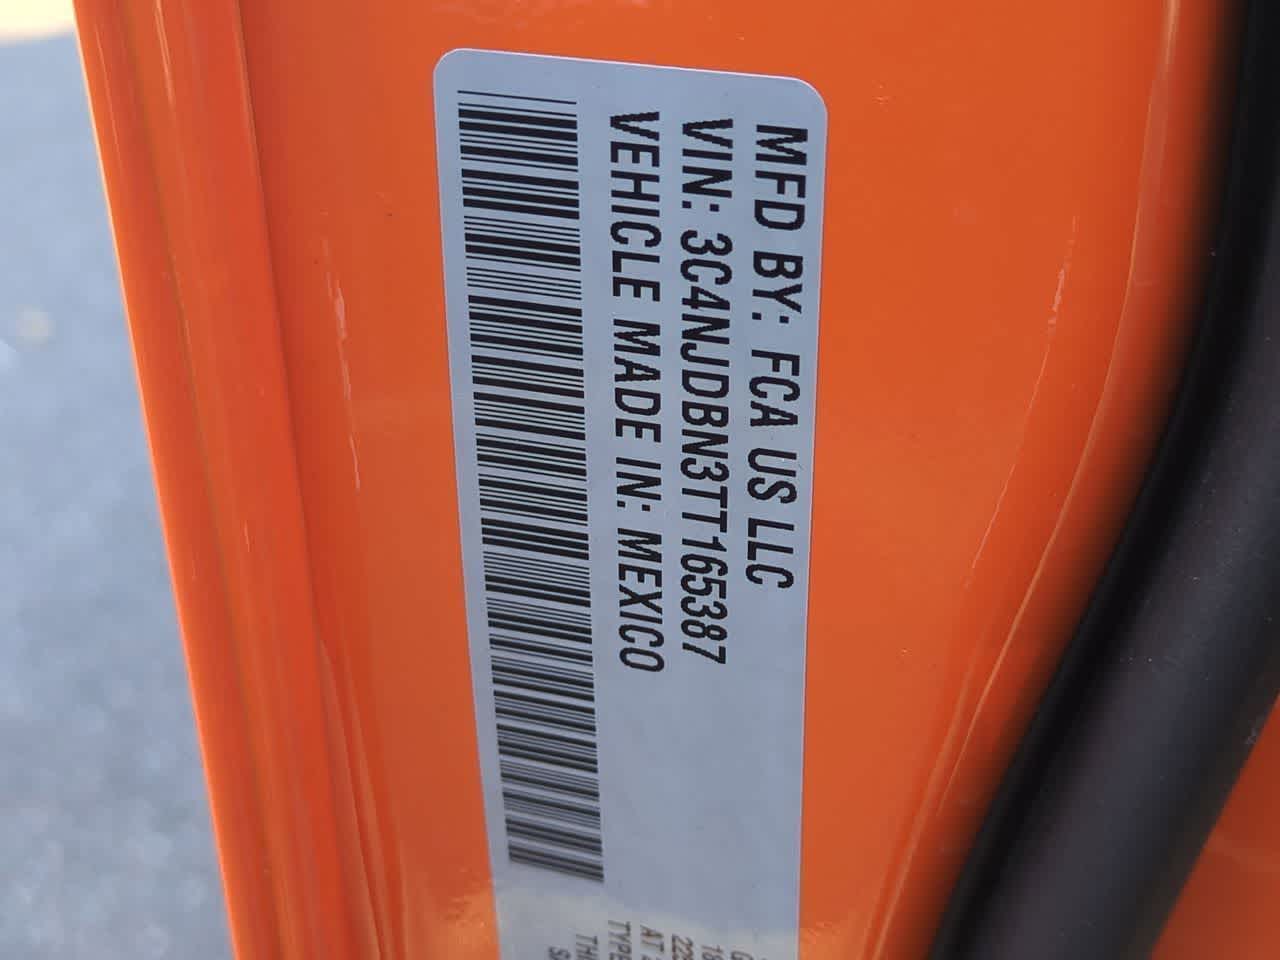 MFD BY: FCA US LLC
VIN: 3C4NJDBN3TT165387
VEHICLE MADE IN: MEXICO